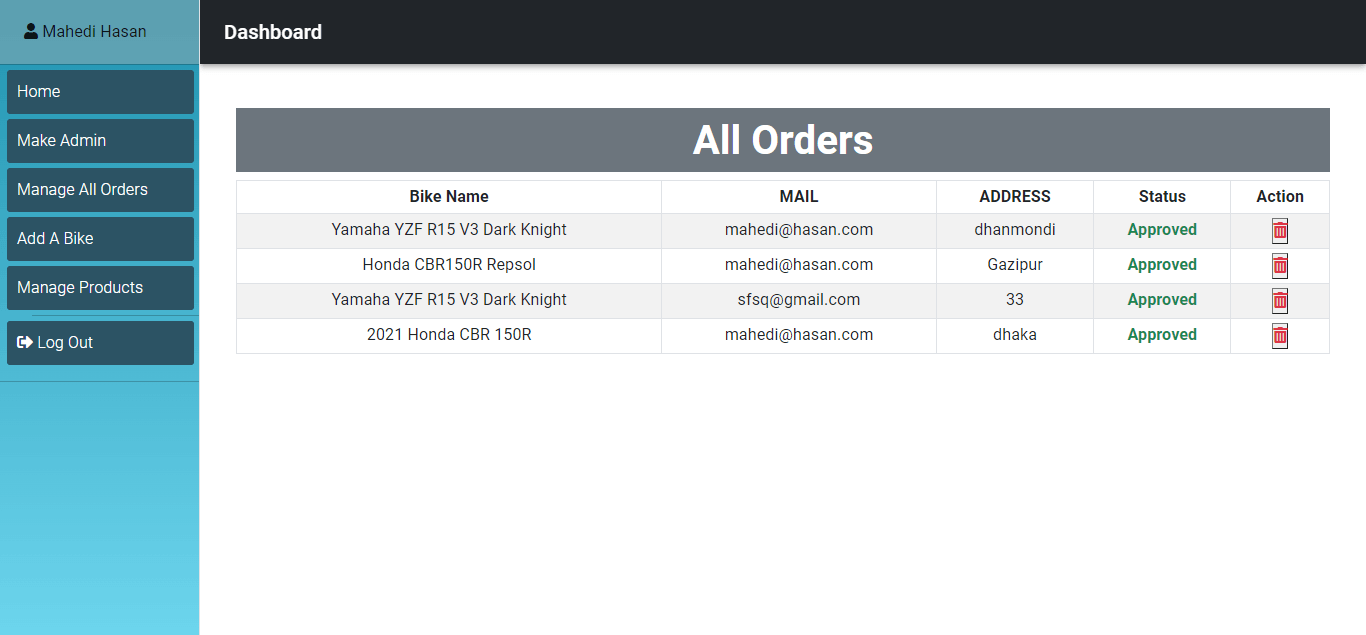 Mahedi Hasan
Dashboard
Home
Make Admin
Manage All Orders
Add A Bike
Manage Products
Log Out
All Orders
Bike Name MAIL ADDRESS Status Action
Yamaha YZF R15 V3 Dark Knight mahedi@hasan.com dhanmondi Approved
Honda CBR150R Repsol mahedi@hasan.com Gazipur Approved
Yamaha YZF R15 V3 Dark Knight sfsq@gmail.com 33 Approved
2021 Honda CBR 150R mahedi@hasan.com dhaka Approved